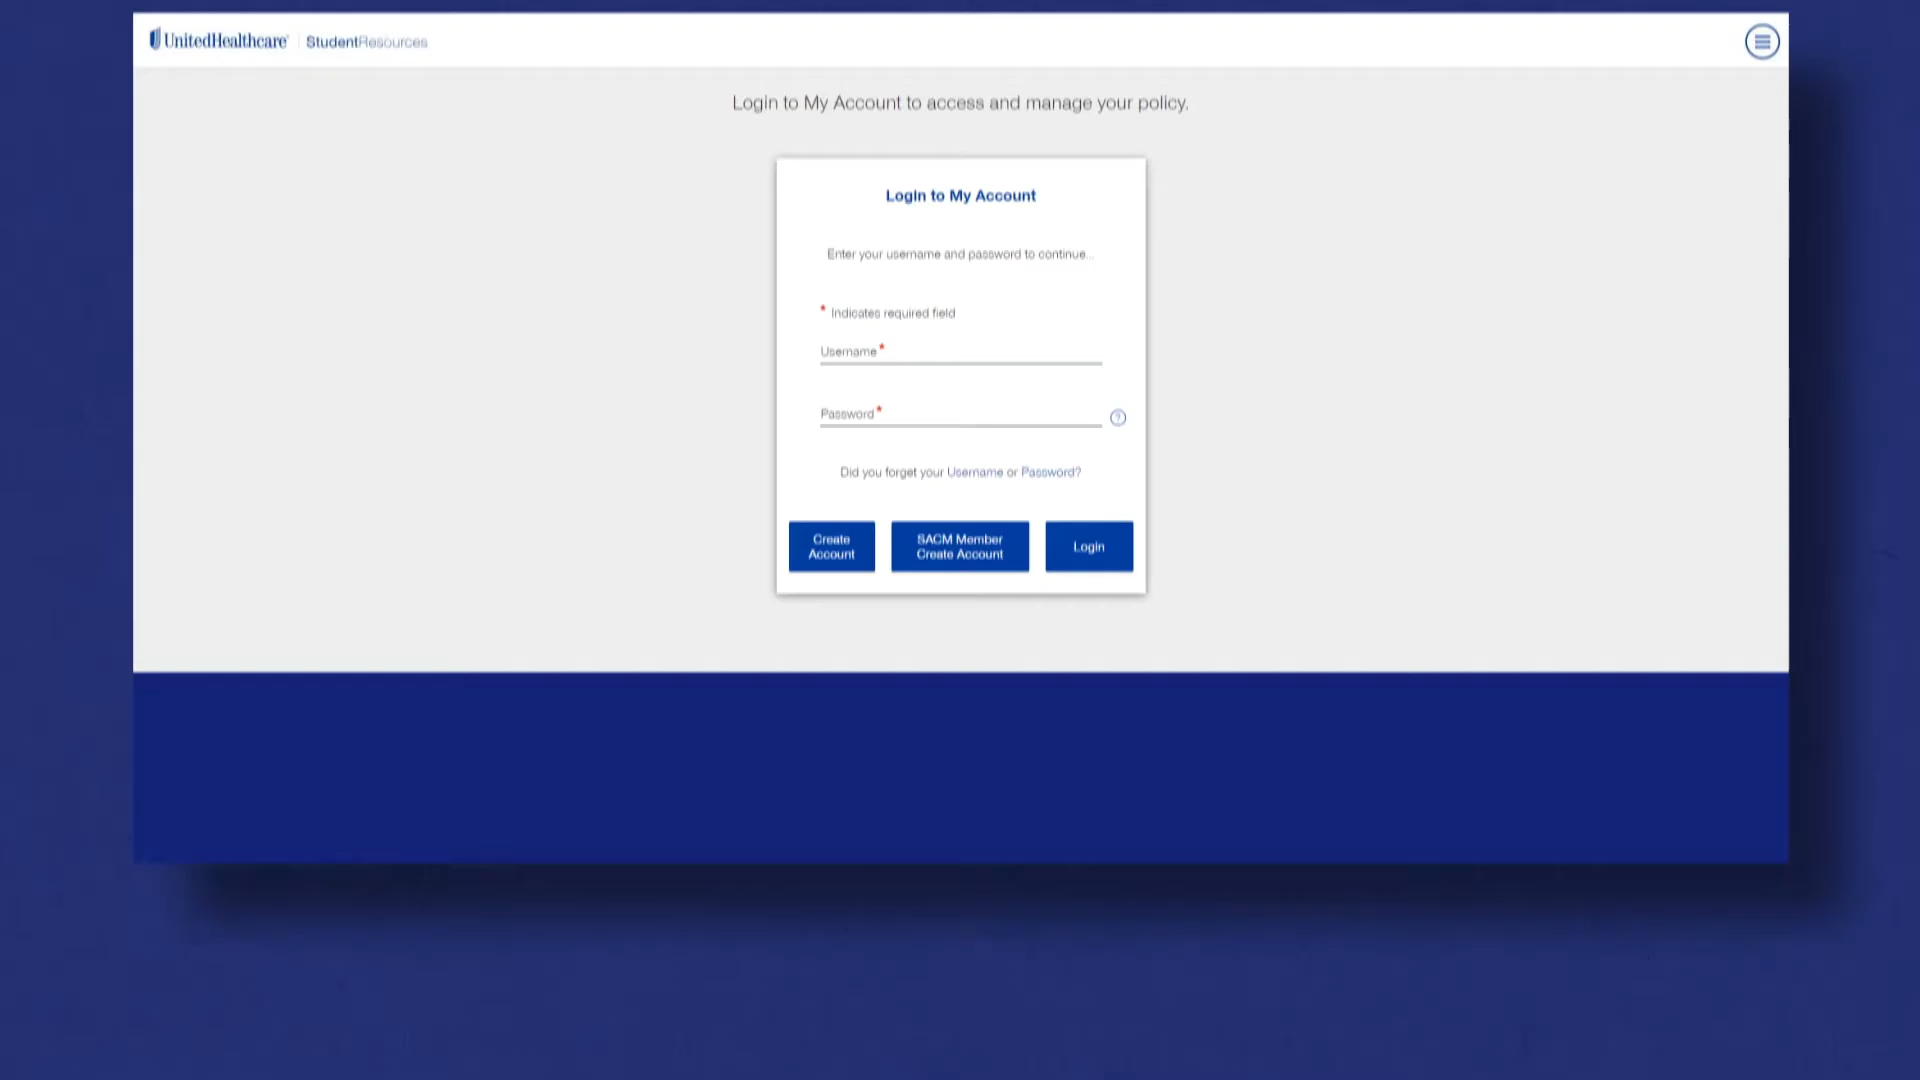 UnitedHealthcare® StudentResources
Login to My Account to access and manage your policy.
Login to My Account
Enter your username and password to continue...
* Indicates required field
Username *
Password *
?
Did you forget your Username or Password?
Create
Account
SACM Member
Create Account
Login